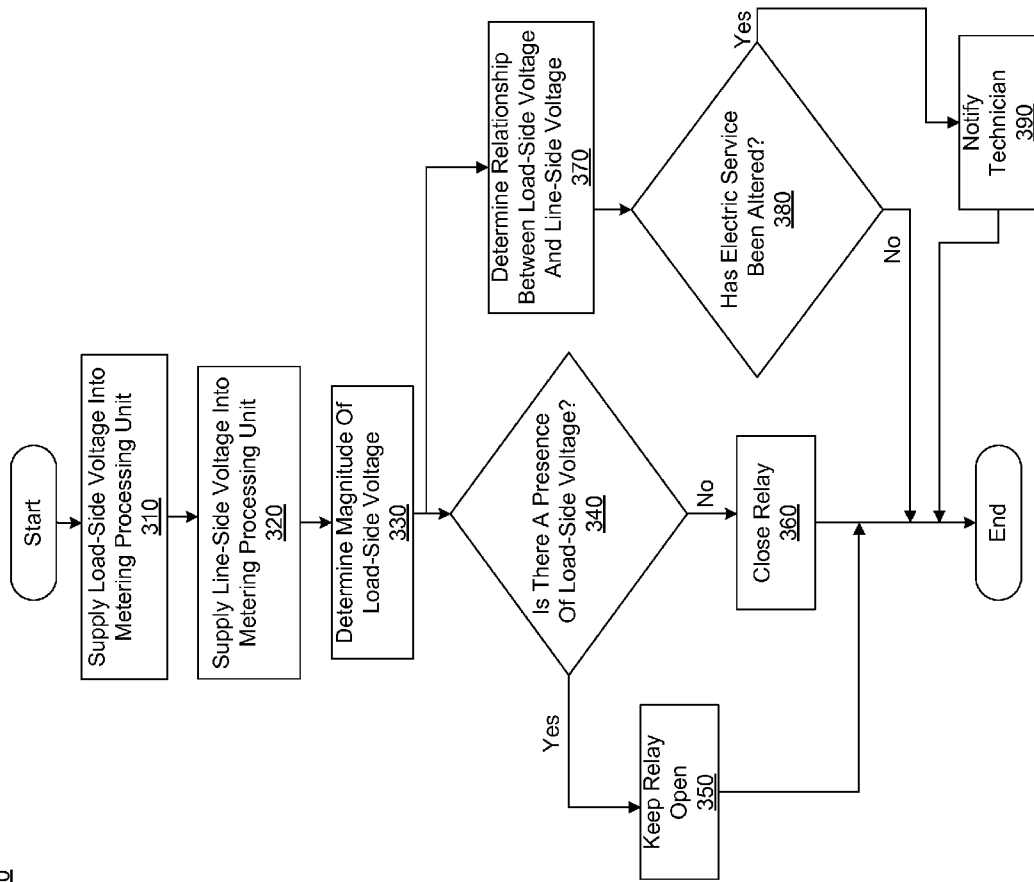 Start
Supply Load-Side Voltage Into
Metering Processing Unit
310
Supply Line-Side Voltage Into
Metering Processing Unit
320
Determine Magnitude Of
Load-Side Voltage
330
Is There A Presence
Of Load-Side Voltage?
340
Yes
No
Keep Relay
Open
350
Close Relay
360
Determine Relationship
Between Load-Side Voltage
And Line-Side Voltage
370
Has Electric Service
Been Altered?
380
Yes
No
Notify
Technician
390
End